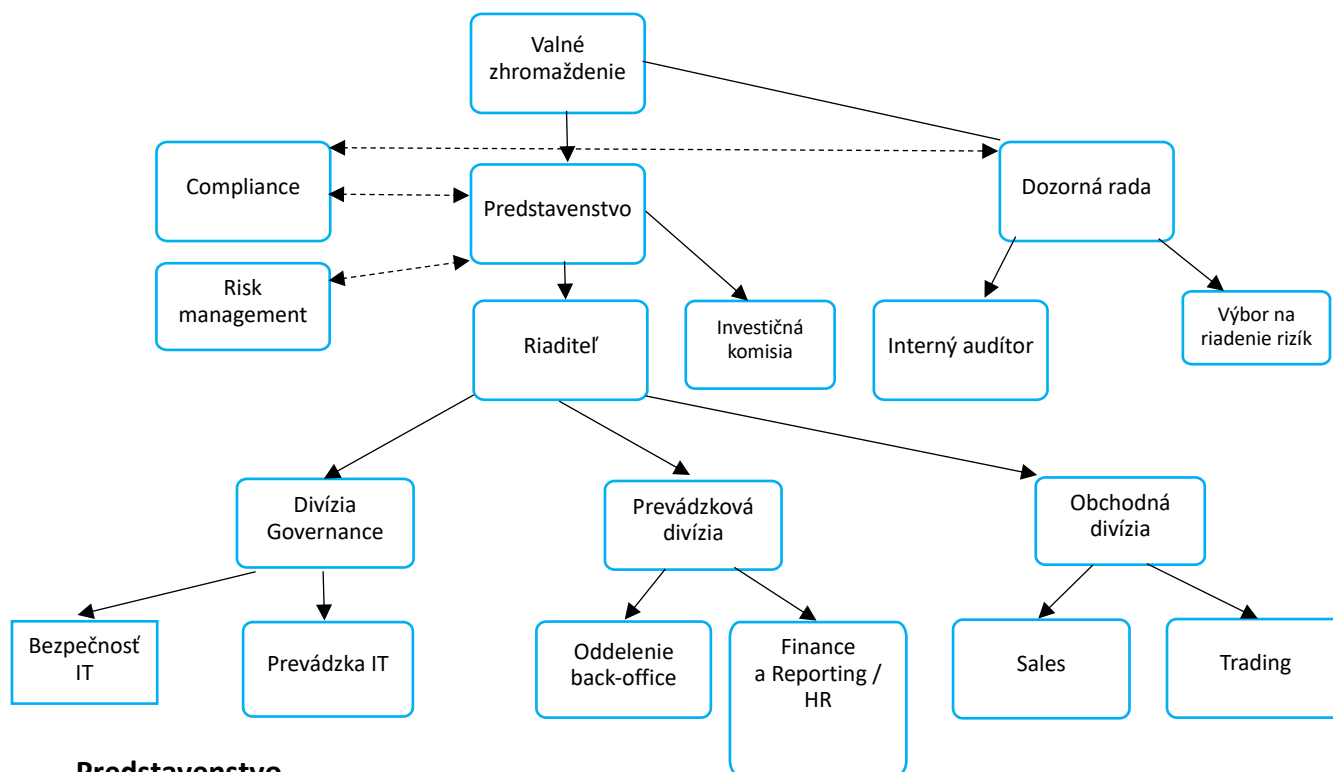 Valné
zhromaždenie
Compliance
Predstavenstvo
Dozorná rada
Risk
management
Riaditeľ
Investičná
komisia
Interný audítor
Výbor na
riadenie rizík
Divízia
Governance
Prevádzková
divízia
Obchodná
divízia
Bezpečnosť
IT
Prevádzka IT
Oddelenie
back-office
Finance
a Reporting /
HR
Sales
Trading
Predstavenstvo